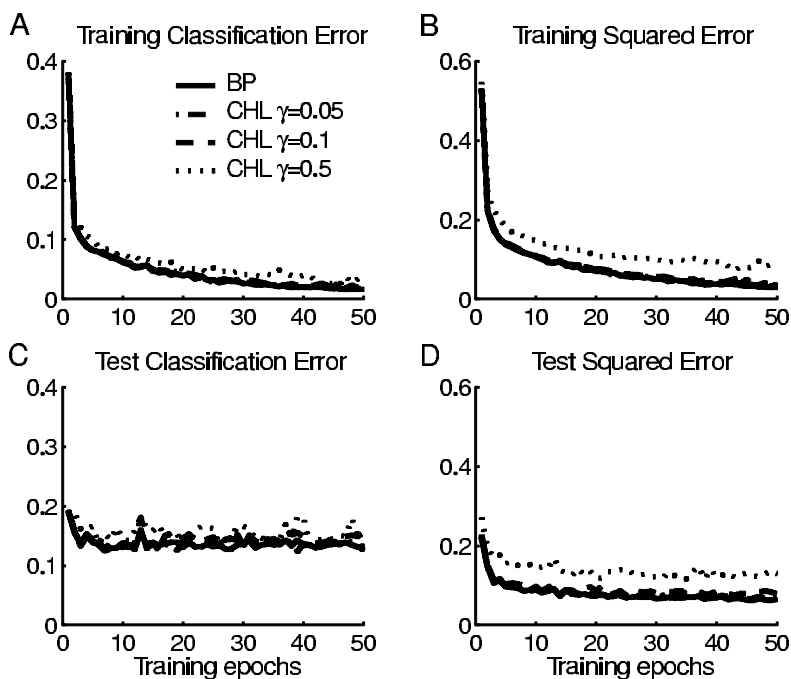 A
Training Classification Error
0.4
0.3
0.2
0.1
0
0 10 20 30 40 50
BP
CHL γ=0.05
CHL γ=0.1
CHL γ=0.5
B
Training Squared Error
0.6
0.4
0.2
0
0 10 20 30 40 50
C
Test Classification Error
0.4
0.3
0.2
0.1
0
0 10 20 30 40 50
Training epochs
D
Test Squared Error
0.6
0.4
0.2
0
0 10 20 30 40 50
Training epochs